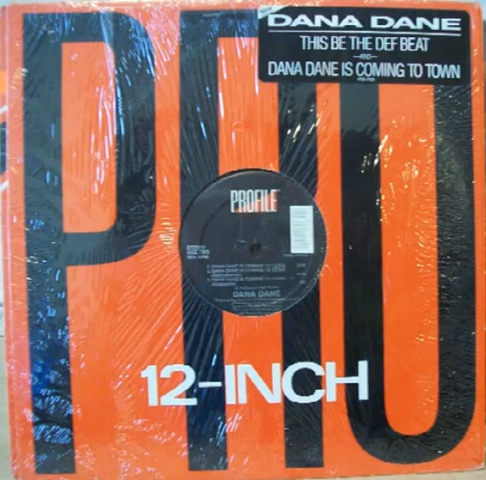 DANA DANE
THIS BE THE DEF BEAT
—AND—
DANA DANE IS COMING TO TOWN
PRO
PROFILE
DANA DANE
12-INCH